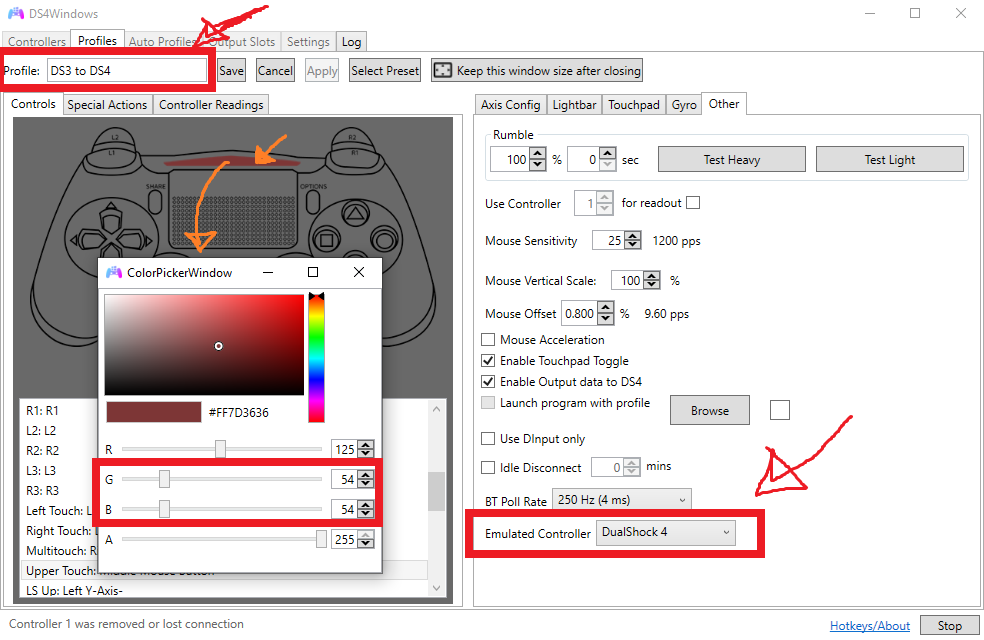 DS4Windows
Controllers Profiles Auto Profiles Output Slots Settings Log
Profile: DS3 to DS4 Save Cancel Apply Select Preset Keep this window size after closing
Controls Special Actions Controller Readings
L2
L1
R2
R1
SHARE
OPTIONS
ColorPickerWindow
#FF7D3636
R 125
G 54
B 54
A 255
R1: R1
L2: L2
R2: R2
L3: L3
R3: R3
Left Touch: L
Right Touch:
Multitouch: R
Upper Touch: Middle Mouse Button
LS Up: Left Y-Axis-
Axis Config Lightbar Touchpad Gyro Other
Rumble
100 % 0 sec Test Heavy Test Light
Use Controller 1 for readout
Mouse Sensitivity 25 1200 pps
Mouse Vertical Scale: 100 %
Mouse Offset 0.800 % 9.60 pps
Mouse Acceleration
Enable Touchpad Toggle
Enable Output data to DS4
Launch program with profile Browse
Use DInput only
Idle Disconnect 0 mins
BT Poll Rate 250 Hz (4 ms)
Emulated Controller DualShock 4
Controller 1 was removed or lost connection Hotkeys/About Stop